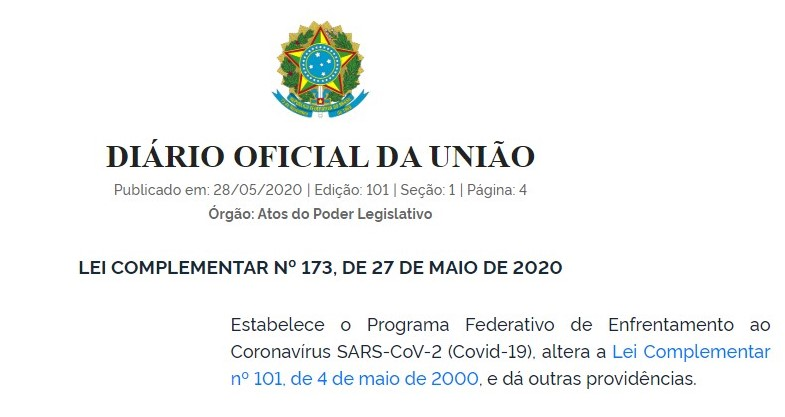 DIÁRIO OFICIAL DA UNIÃO
Publicado em: 28/05/2020 | Edição: 101 | Seção: 1 | Página: 4
Órgão: Atos do Poder Legislativo
LEI COMPLEMENTAR Nº 173, DE 27 DE MAIO DE 2020
Estabelece o Programa Federativo de Enfrentamento ao
Coronavírus SARS-CoV-2 (Covid-19), altera a Lei Complementar
nº 101, de 4 de maio de 2000, e dá outras providências.